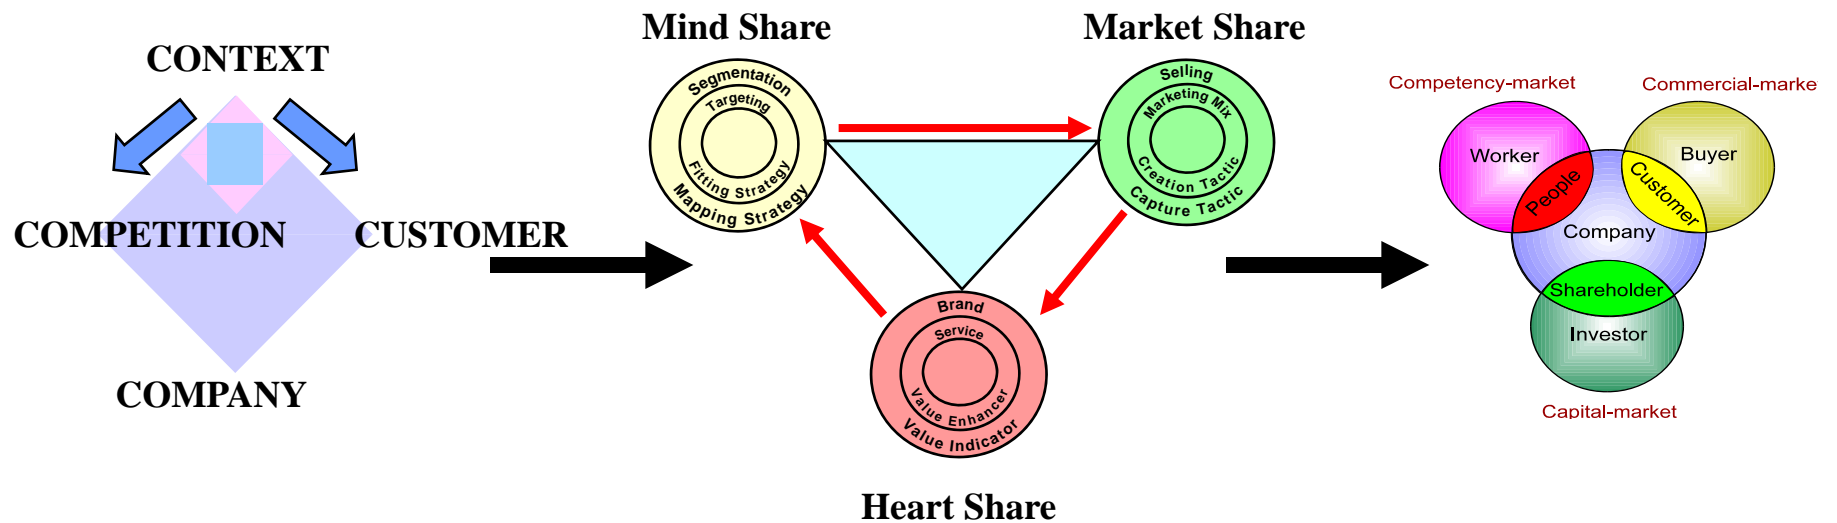 CONTEXT
COMPETITION
CUSTOMER
COMPANY
Mind Share
Segmentation
Targeting
Fitting Strategy
Mapping Strategy
Market Share
Selling
Marketing Mix
Creation Tactic
Capture Tactic
Brand
Service
Value Enhancer
Value Indicator
Heart Share
Competency-market
Commercial-marke
Worker
Buyer
People
Customer
Company
Shareholder
Investor
Capital-market